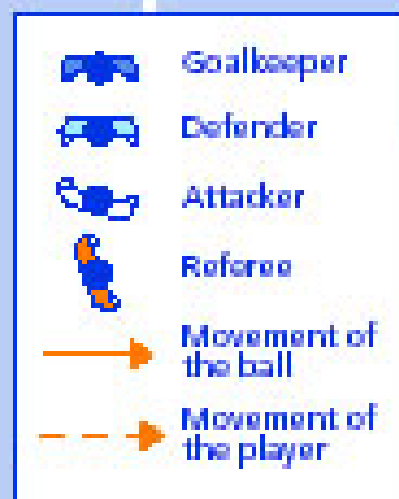 Goalkeeper
Defender
Attacker
Referee
Movement of
the ball
Movement of
the player